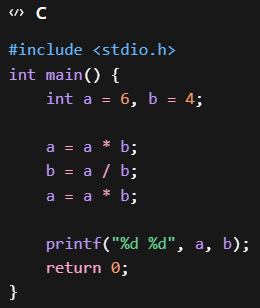 </> C
#include <stdio.h>
int main() {
    int a = 6, b = 4;

    a = a * b;
    b = a / b;
    a = a * b;

    printf("%d %d", a, b);
    return 0;
}